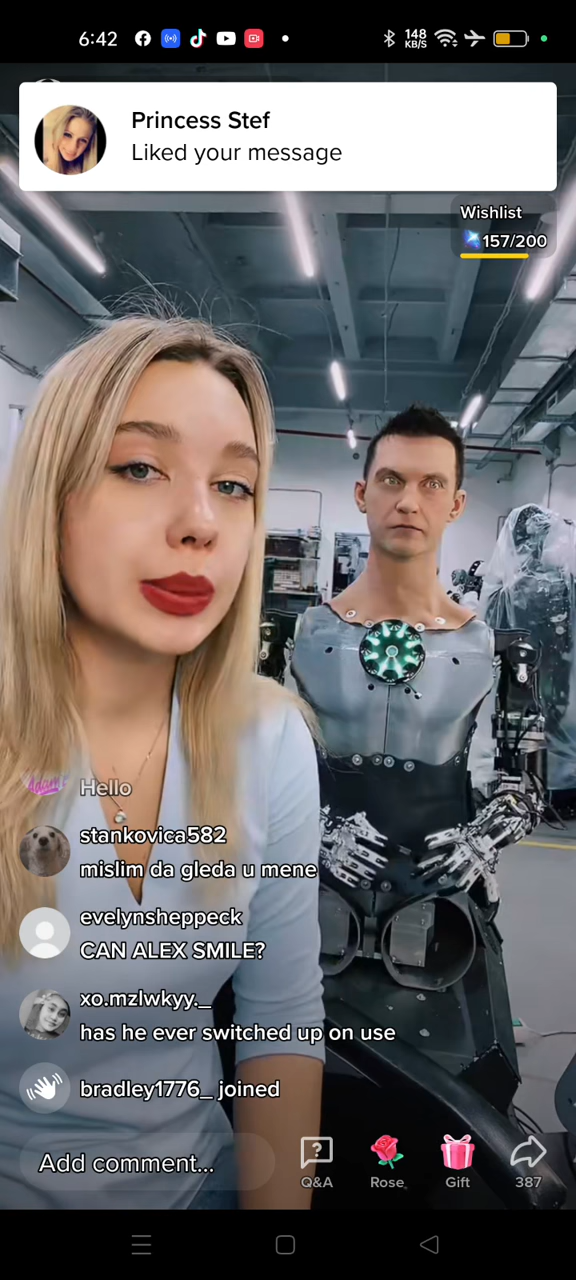 6:42
148
KB/S
Princess Stef
Liked your message
Wishlist
157/200
Hello
stankovica582
mislim da gleda u mene
evelynsheppeck
CAN ALEX SMILE?
xo.mzlwkyy._
has he ever switched up on use
bradley1776_ joined
Add comment...
Q&A
Rose
Gift
387